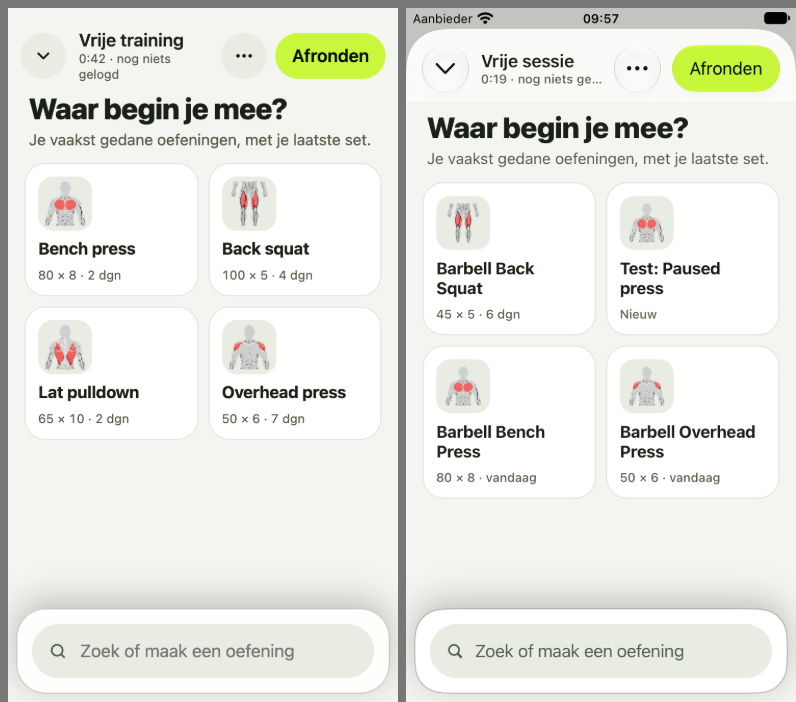 Vrije training
0:42 · nog niets
gelogd
Afronden
Waar begin je mee?
Je vaakst gedane oefeningen, met je laatste set.
Bench press
80 × 8 · 2 dgn
Back squat
100 × 5 · 4 dgn
Lat pulldown
65 × 10 · 2 dgn
Overhead press
50 × 6 · 7 dgn
Zoek of maak een oefening
Aanbieder
09:57
Vrije sessie
0:19 · nog niets ge...
Afronden
Waar begin je mee?
Je vaakst gedane oefeningen, met je laatste set.
Barbell Back
Squat
45 × 5 · 6 dgn
Test: Paused
press
Nieuw
Barbell Bench
Press
80 × 8 · vandaag
Barbell Overhead
Press
50 × 6 · vandaag
Zoek of maak een oefening